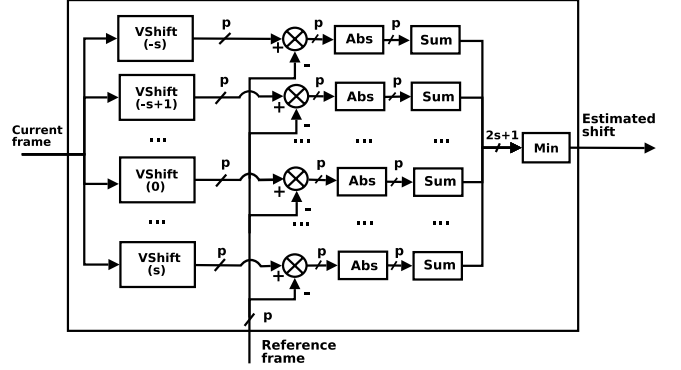 p p p
VShift
(-s)
+ - Abs Sum
p p p
VShift
(-s+1)
+ - Abs Sum
Current
frame
... ... ... ...
2s+1
Min
Estimated
shift
p p p
VShift
(0)
+ - Abs Sum
... ... ... ...
p p p
VShift
(s)
+ - Abs Sum
p
Reference
frame